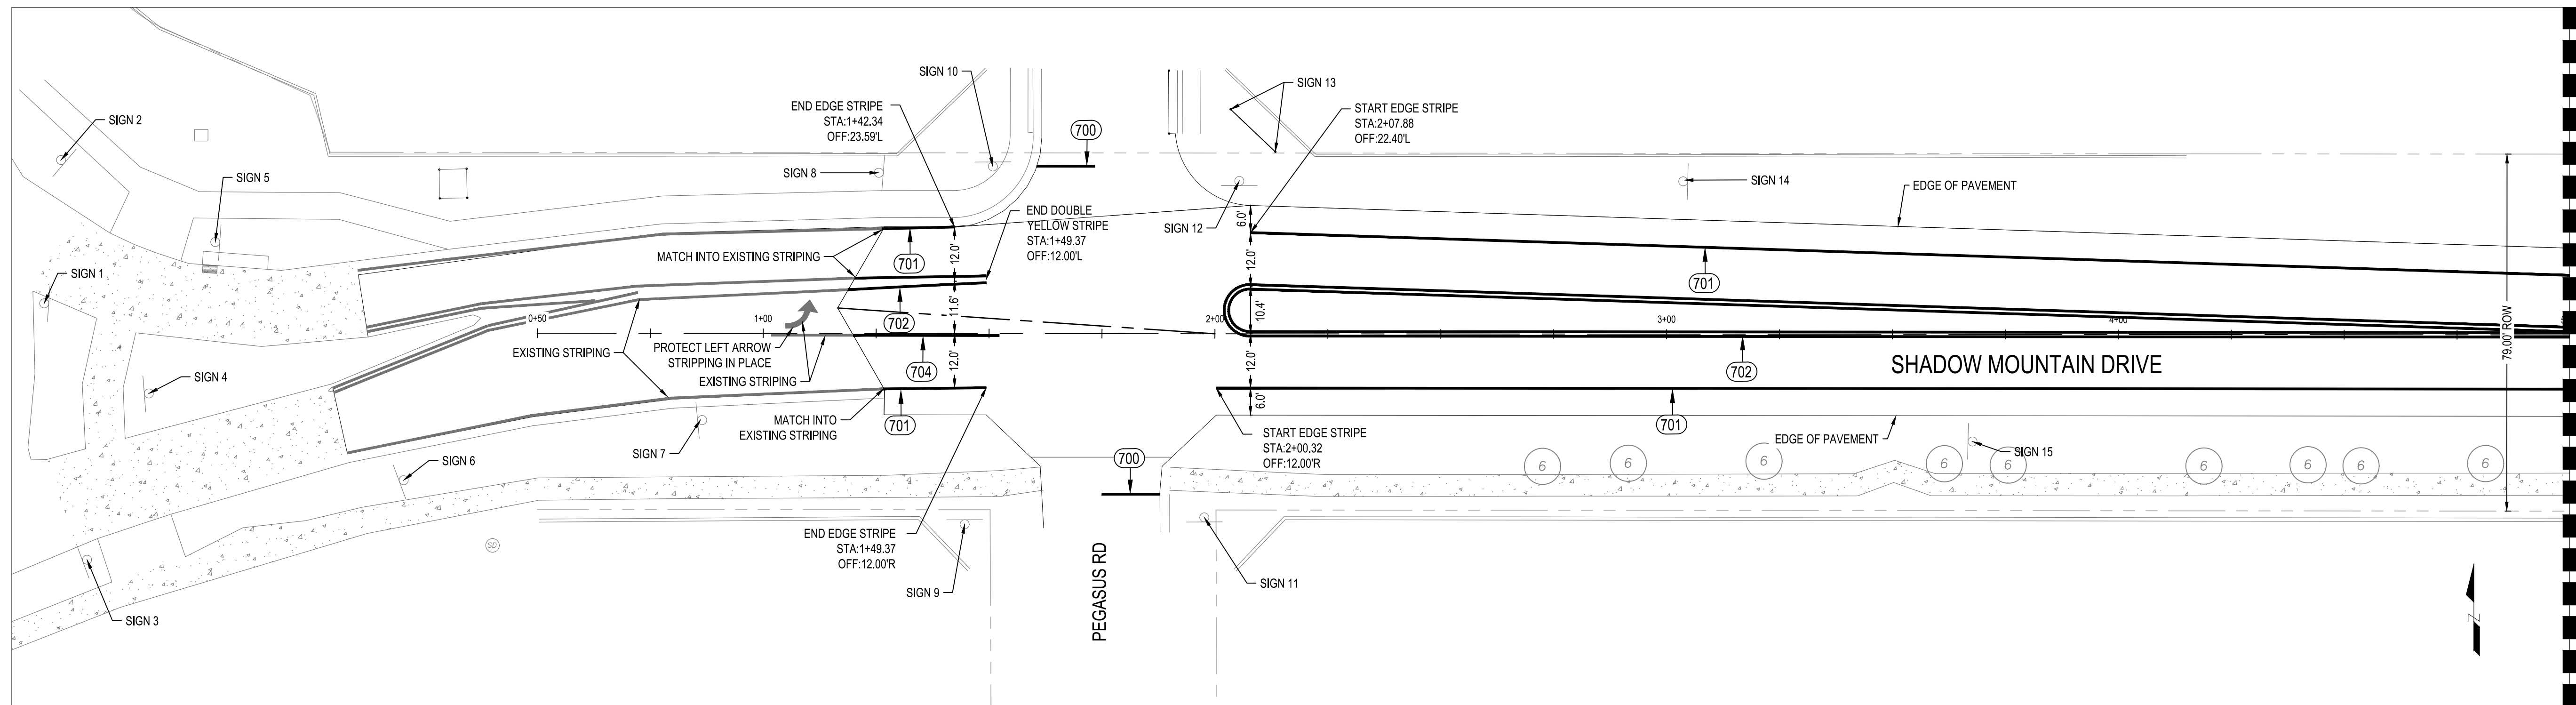 SIGN 10
SIGN 13
END EDGE STRIPE
STA:1+42.34
OFF:23.59'L
START EDGE STRIPE
STA:2+07.88
OFF:22.40'L
SIGN 2
700
SIGN 5
SIGN 8
SIGN 14
EDGE OF PAVEMENT
END DOUBLE
YELLOW STRIPE
STA:1+49.37
OFF:12.00'L
SIGN 12
6.0'
12.0'
MATCH INTO EXISTING STRIPING
701
12.0'
701
SIGN 1
0+50
1+00
11.6'
702
2+00
10.4'
3+00
4+00
79.00' ROW
EXISTING STRIPING
PROTECT LEFT ARROW
STRIPPING IN PLACE
EXISTING STRIPING
704
12.0'
12.0'
702
SHADOW MOUNTAIN DRIVE
SIGN 4
MATCH INTO
EXISTING STRIPING
701
6.0'
701
START EDGE STRIPE
STA:2+00.32
OFF:12.00'R
EDGE OF PAVEMENT
SIGN 7
SIGN 6
700
SIGN 15
6
6
6
6
6
6
6
6
6
END EDGE STRIPE
STA:1+49.37
OFF:12.00'R
SD
PEGASUS RD
SIGN 9
SIGN 11
SIGN 3
Z